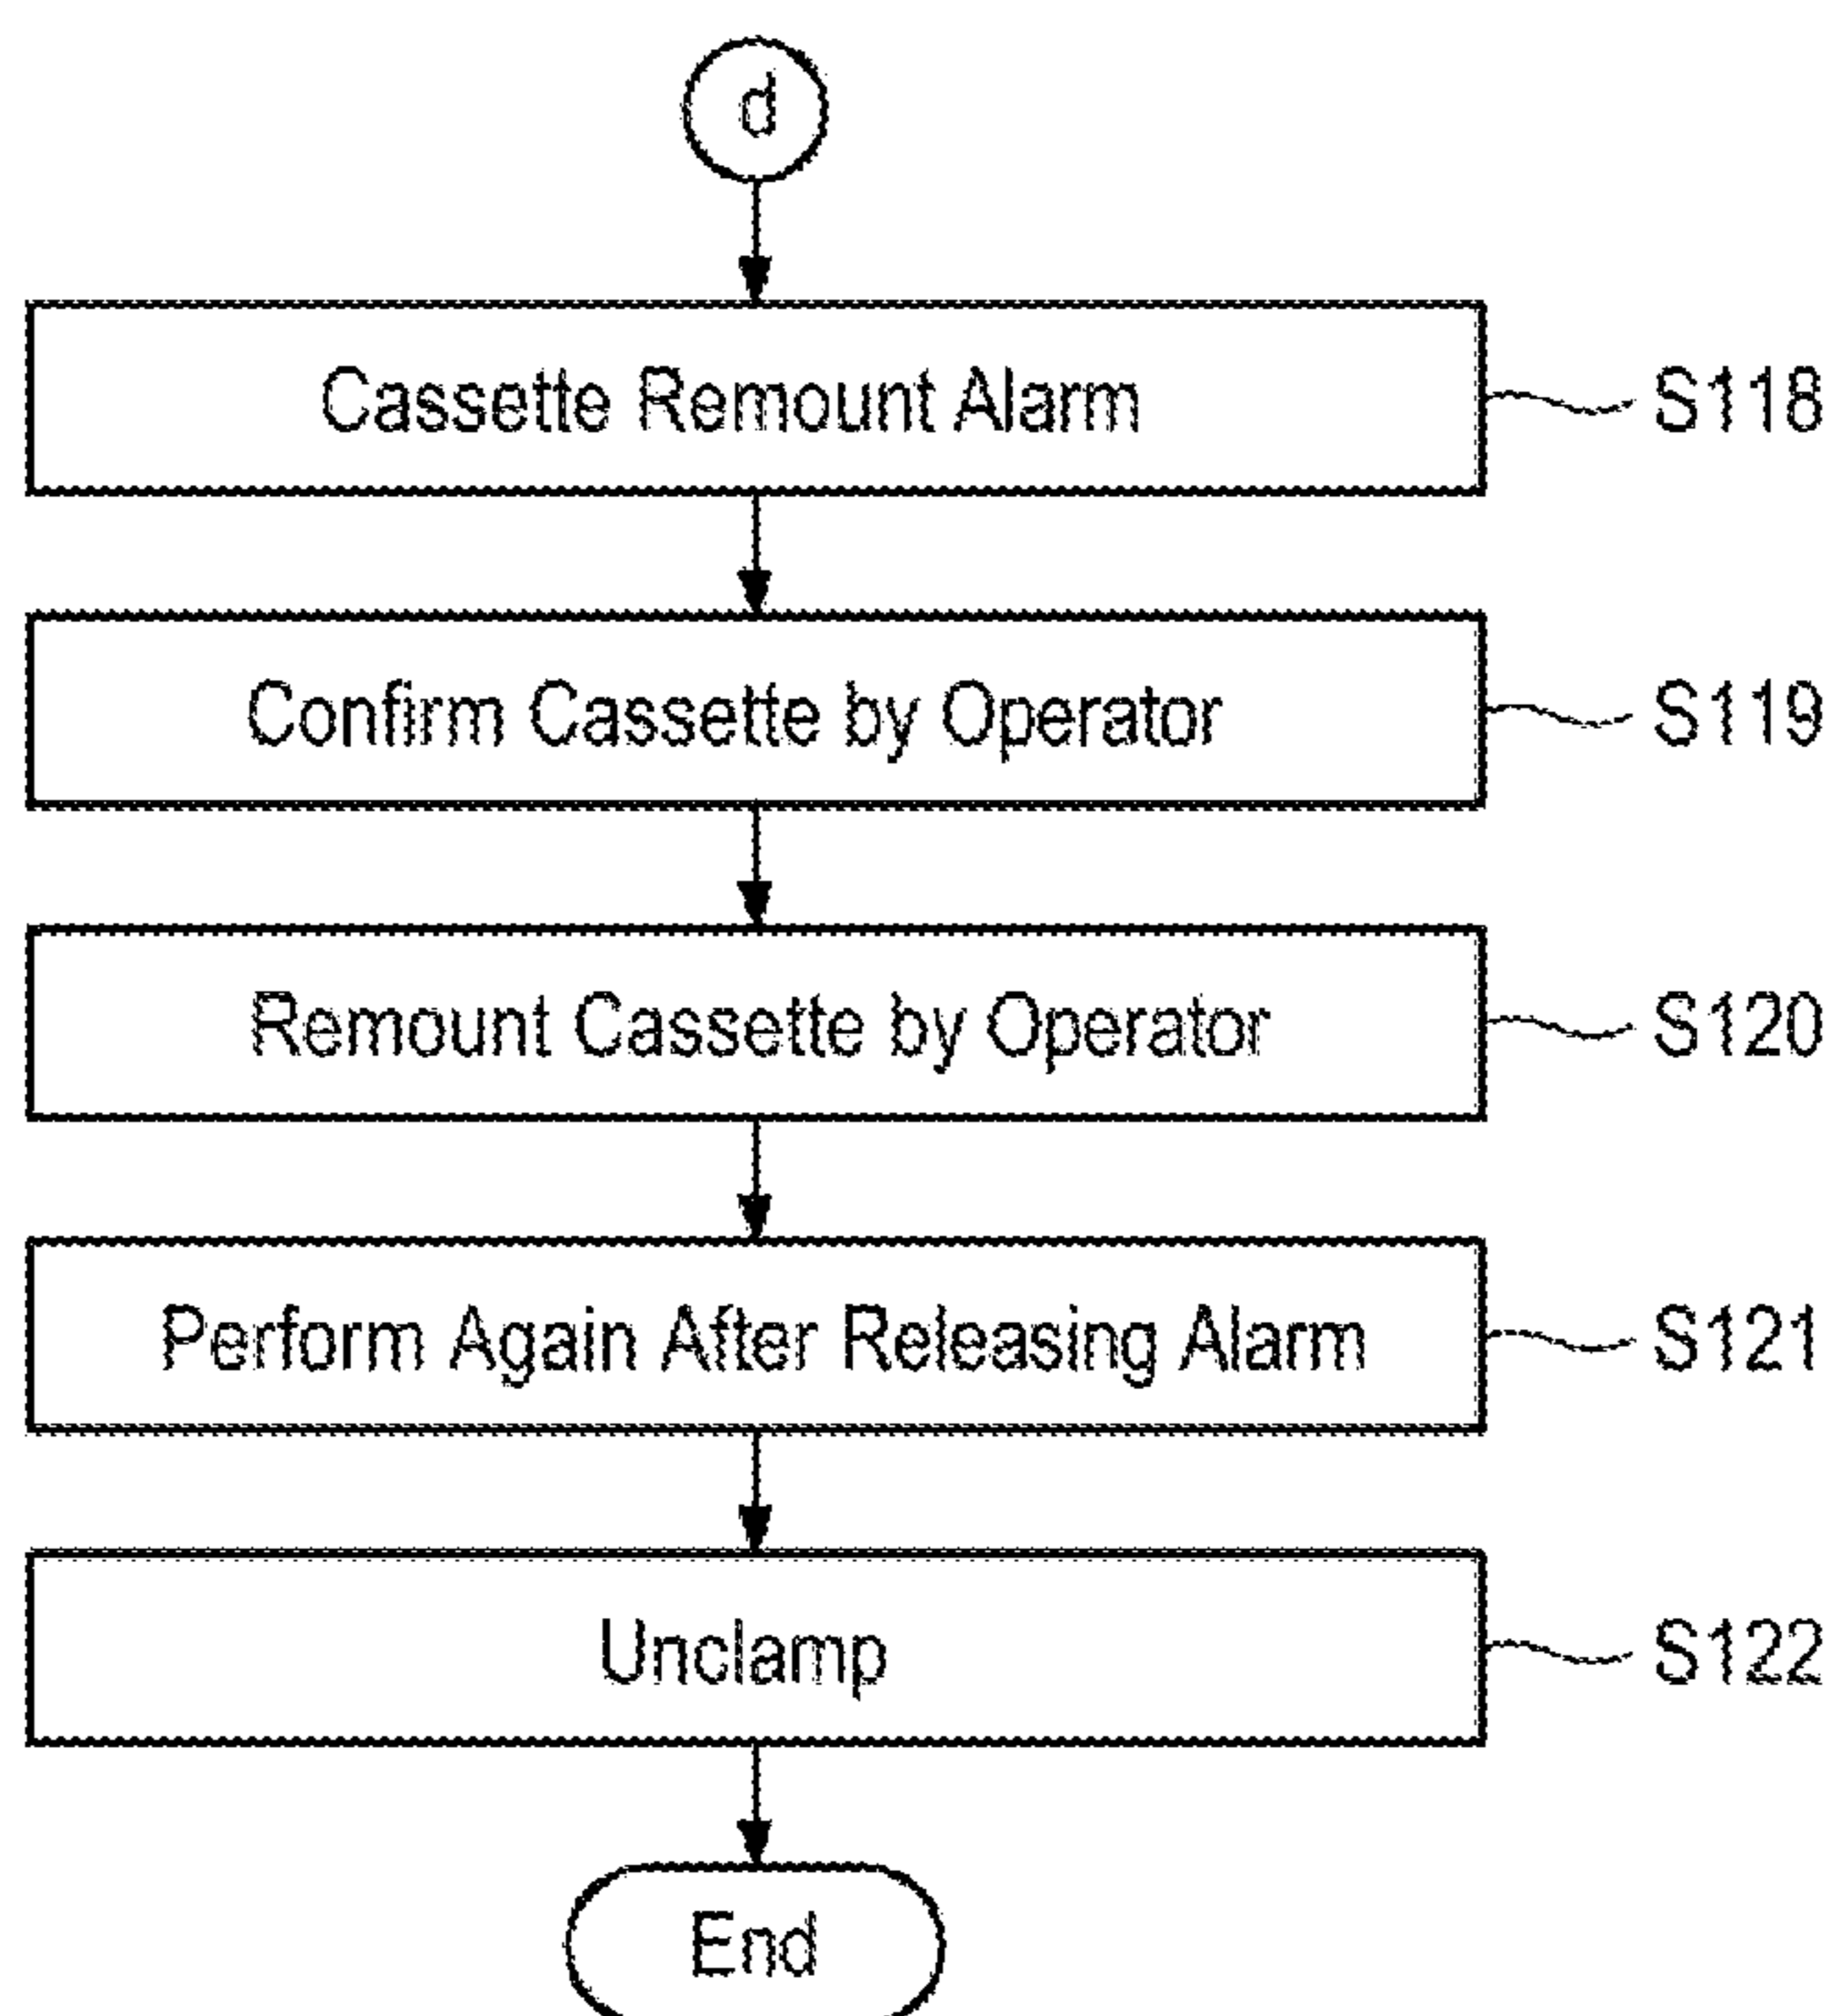 d
Cassette Remount Alarm S118
Confirm Cassette by Operator S119
Remount Cassette by Operator S120
Perform Again After Releasing Alarm S121
Unclamp S122
End